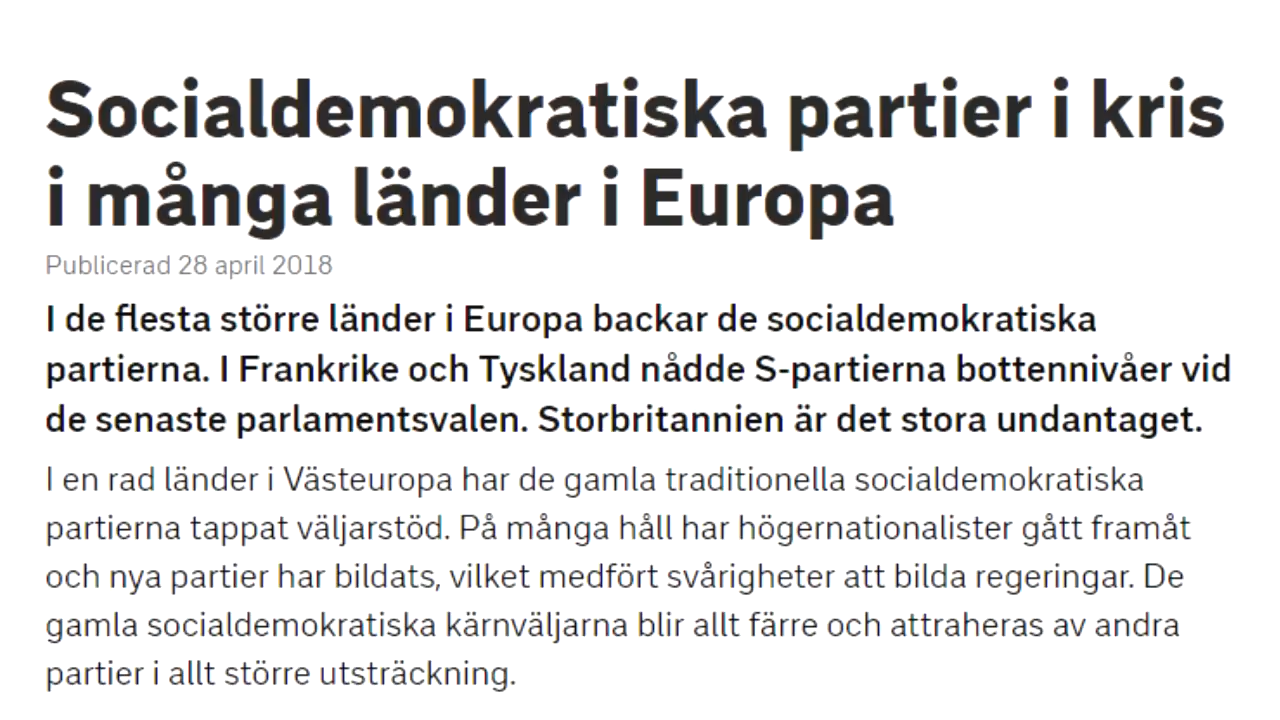 Socialdemokratiska partier i kris
i många länder i Europa
Publicerad 28 april 2018
I de flesta större länder i Europa backar de socialdemokratiska
partierna. I Frankrike och Tyskland nådde S-partierna bottennivåer vid
de senaste parlamentsvalen. Storbritannien är det stora undantaget.
I en rad länder i Västeuropa har de gamla traditionella socialdemokratiska
partierna tappat väljarstöd. På många håll har högernationalister gått framåt
och nya partier har bildats, vilket medfört svårigheter att bilda regeringar. De
gamla socialdemokratiska kärnväljarna blir allt färre och attraheras av andra
partier i allt större utsträckning.